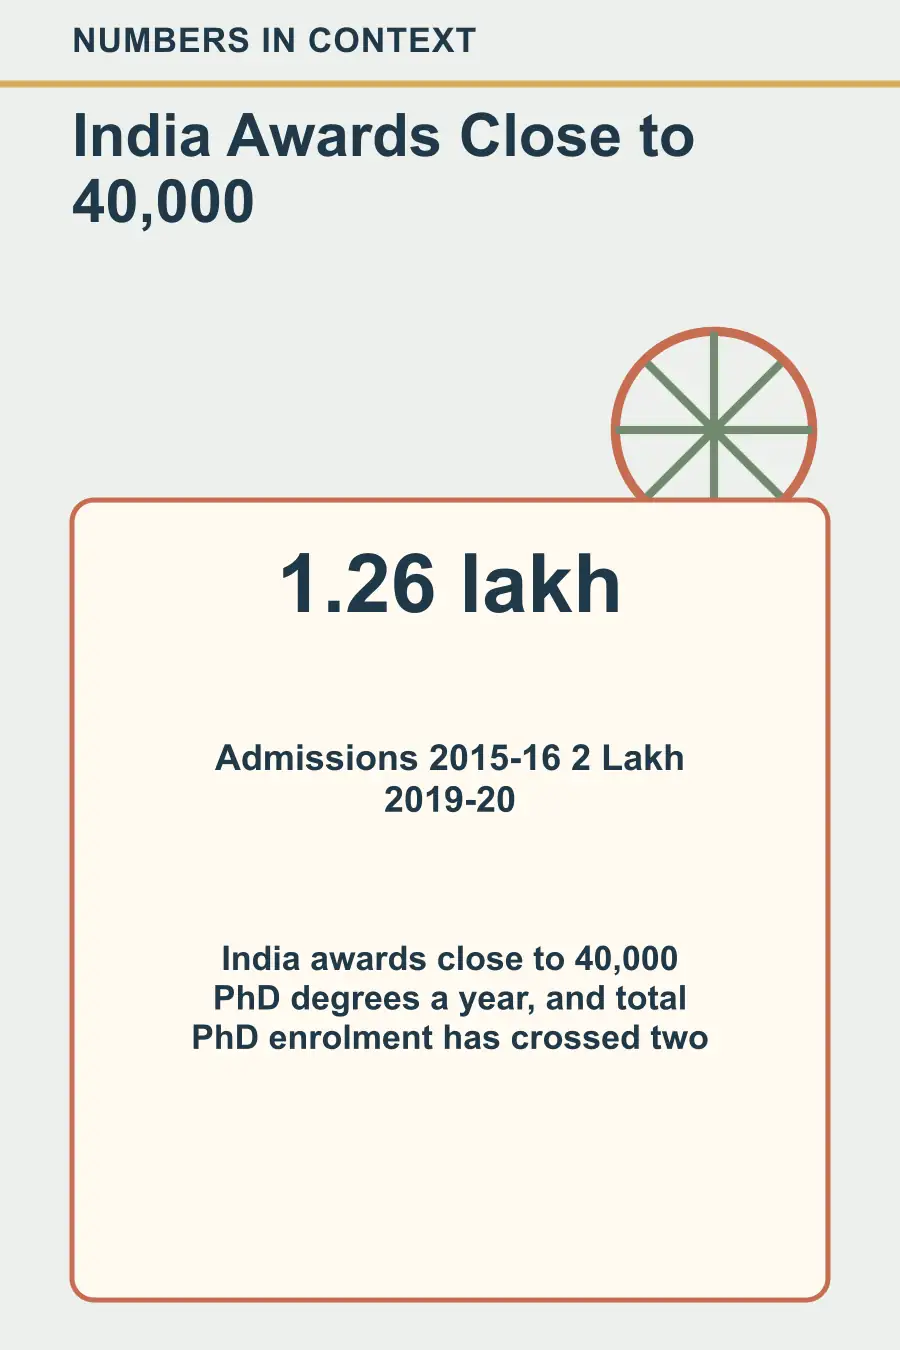 NUMBERS IN CONTEXT
India Awards Close to
40,000
1.26 lakh
Admissions 2015-16 2 Lakh
2019-20
India awards close to 40,000
PhD degrees a year, and total
PhD enrolment has crossed two